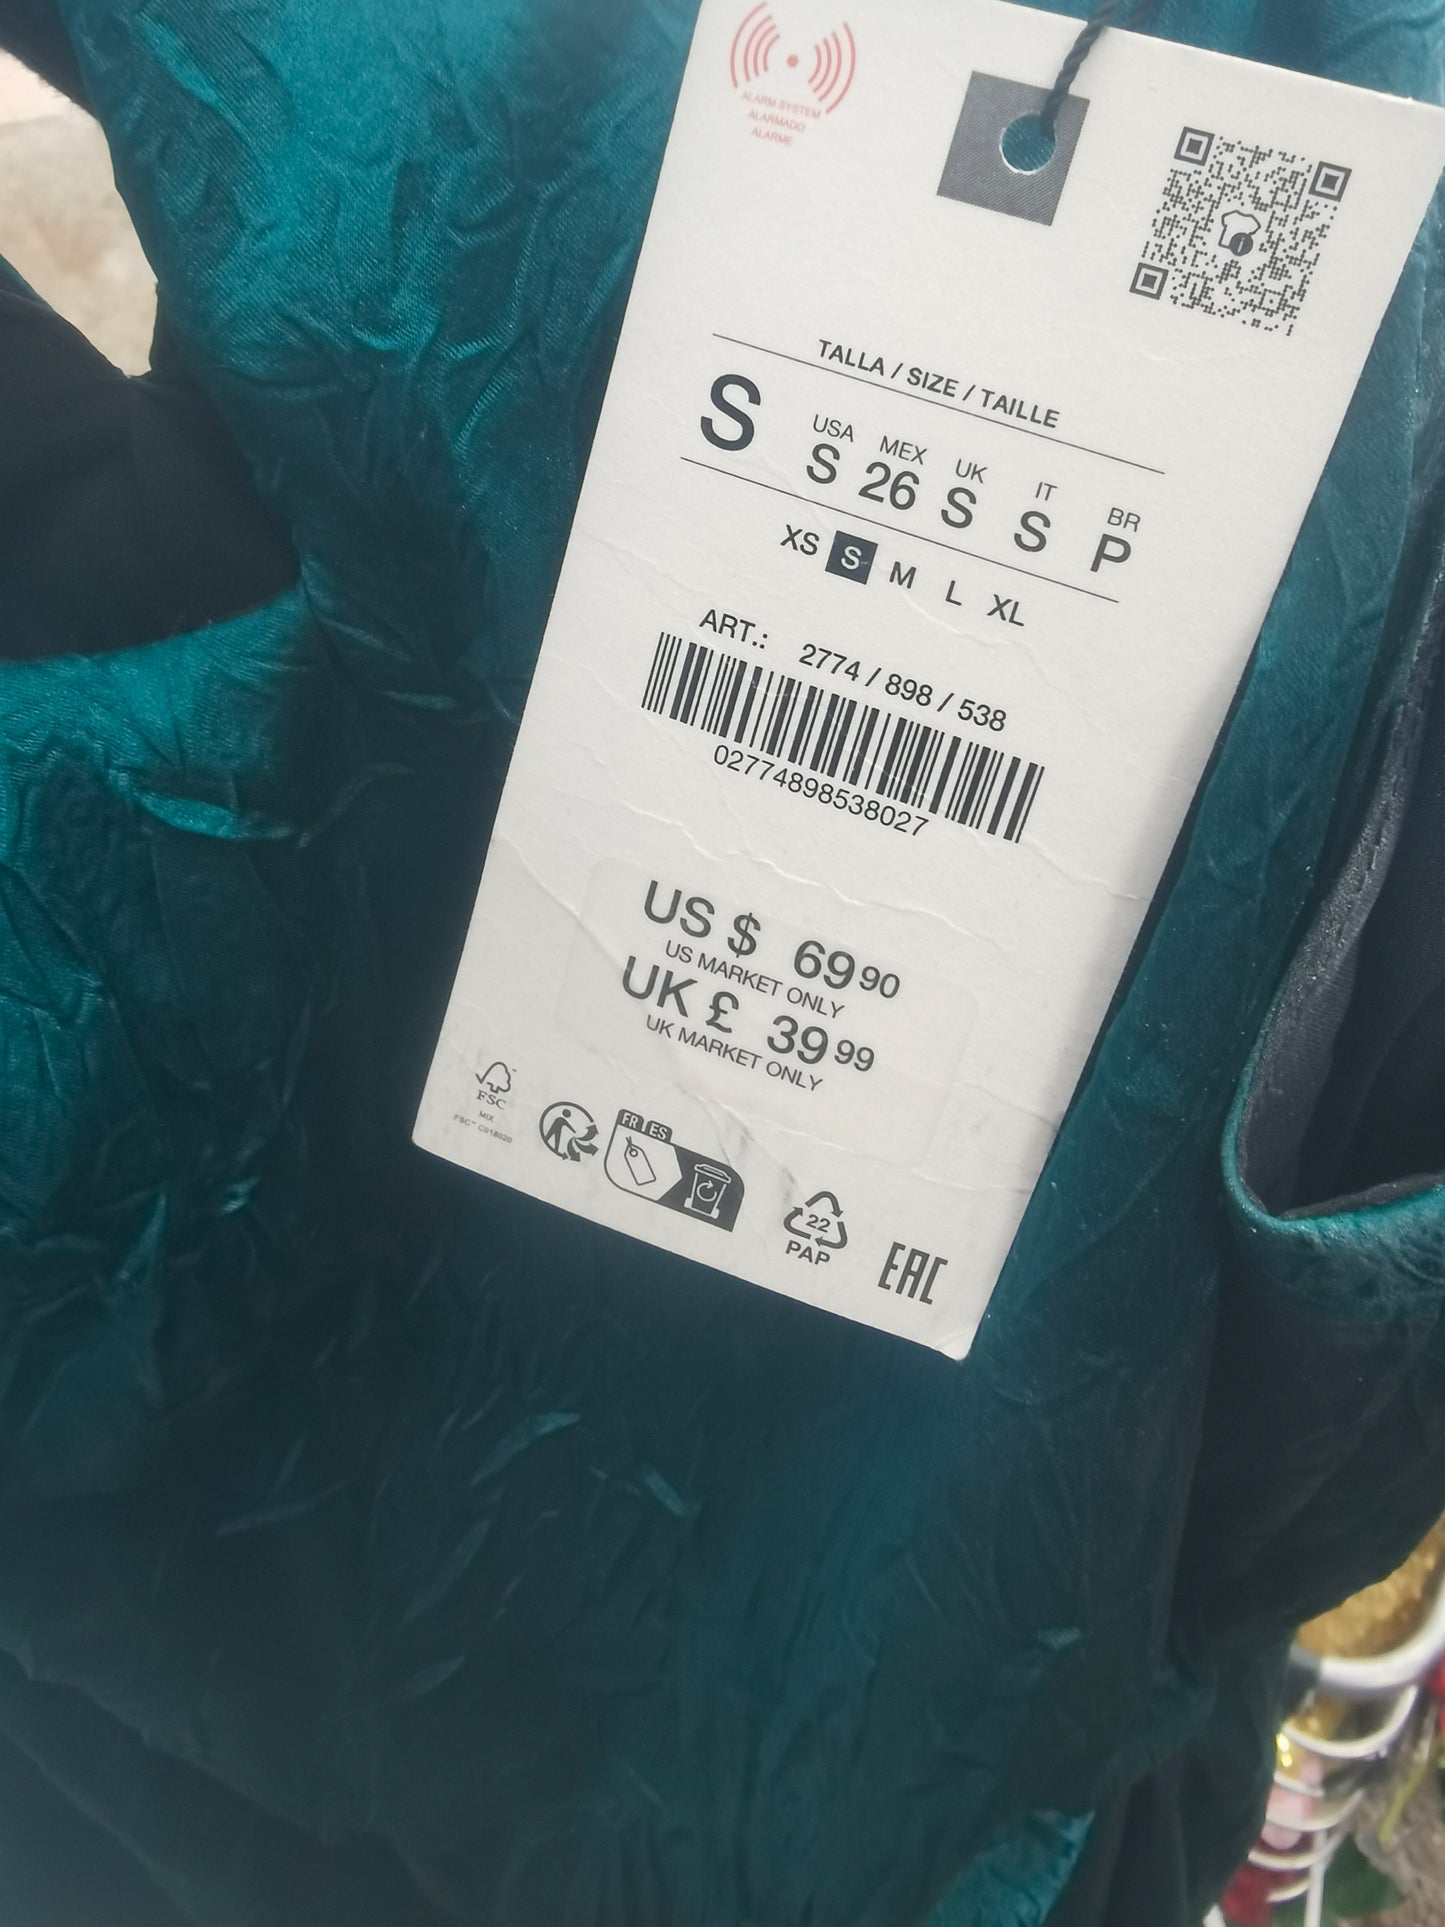 ALARM SYSTEM
ALARMADO
ALARME
TALLA / SIZE / TAILLE
S
USA MEX UK IT BR
S 26 S S P
XS S M L XL
ART.: 2774 / 898 / 538
02774898538027
US $ 69 90
US MARKET ONLY
UK £ 39 99
UK MARKET ONLY
FSC
MIX
FSC™ C018020
FR ES
22
PAP
EAC